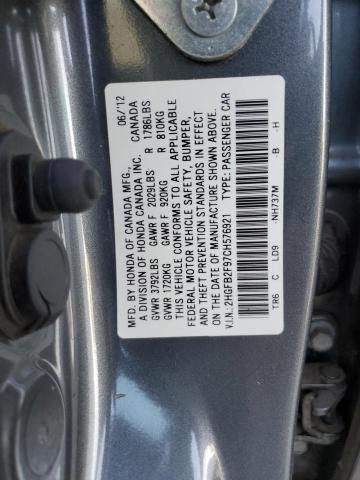 MFD. BY HONDA OF CANADA MFG., 06/'12
A DIVISION OF HONDA CANADA INC. CANADA
GVWR 3792LBS GAWR F 2029LBS R 1786LBS
GVWR 1720KG GAWR F 920KG R 810KG
THIS VEHICLE CONFORMS TO ALL APPLICABLE
FEDERAL MOTOR VEHICLE SAFETY, BUMPER,
AND THEFT PREVENTION STANDARDS IN EFFECT
ON THE DATE OF MANUFACTURE SHOWN ABOVE.
V.I.N.: 2HGFB2F97CH576921 TYPE: PASSENGER CAR
TR6 C LD9 -NH737M -B -H